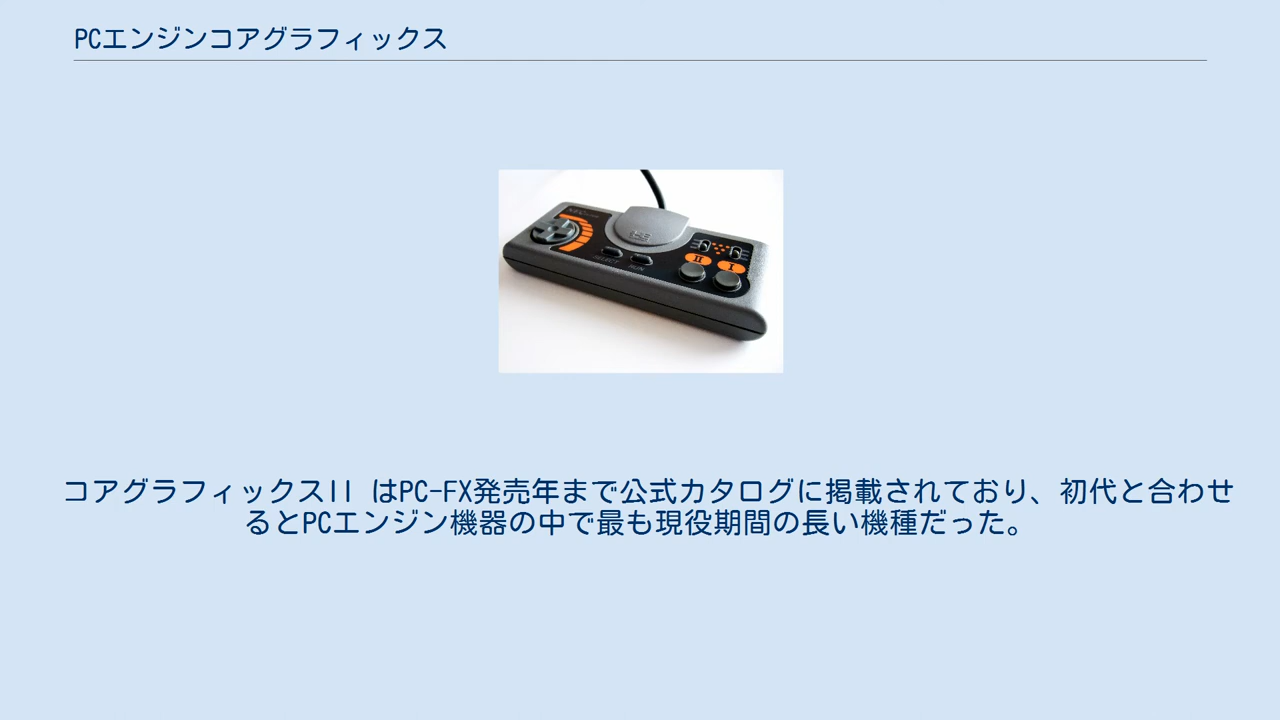 PCエンジンコアグラフィックス
NEC
SELECT
RUN
II
I
コアグラフィックスII はPC-FX発売年まで公式カタログに掲載されており、初代と合わせ
るとPCエンジン機器の中で最も現役期間の長い機種だった。